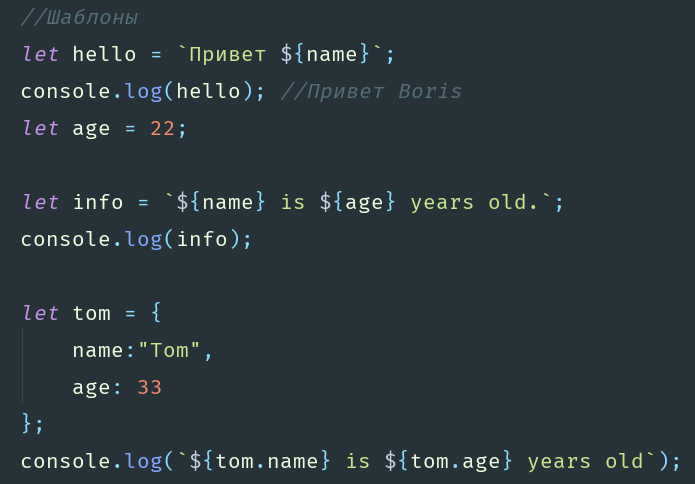 //Шаблоны
let hello = `Привет ${name}`;
console.log(hello); //Привет Boris
let age = 22;
let info = `${name} is ${age} years old.`;
console.log(info);
let tom = {
name:"Tom",
age: 33
};
console.log(`${tom.name} is ${tom.age} years old`);